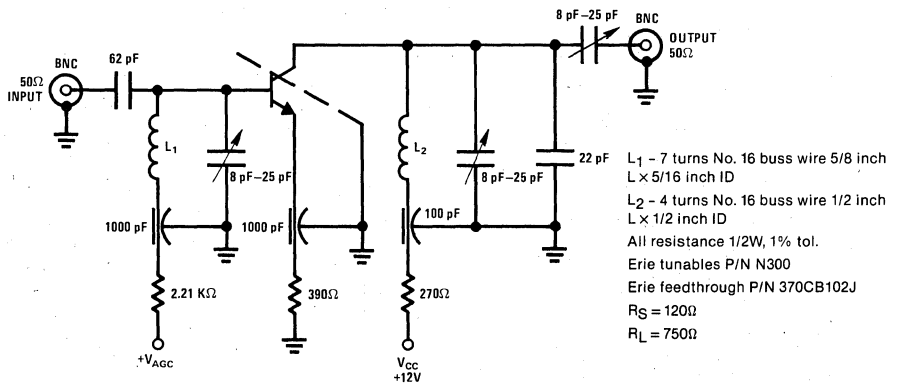 8 pF–25 pF
BNC
OUTPUT
50Ω
BNC
62 pF
50Ω
INPUT
L₁
8 pF–25 pF
L₂
8 pF–25 pF
22 pF
1000 pF
1000 pF
100 pF
2.21 KΩ
390Ω
270Ω
+V_AGC
V_CC
+12V
L₁ – 7 turns No. 16 buss wire 5/8 inch
L × 5/16 inch ID
L₂ – 4 turns No. 16 buss wire 1/2 inch
L × 1/2 inch ID
All resistance 1/2W, 1% tol.
Erie tunables P/N N300
Erie feedthrough P/N 370CB102J
R_S = 120Ω
R_L = 750Ω